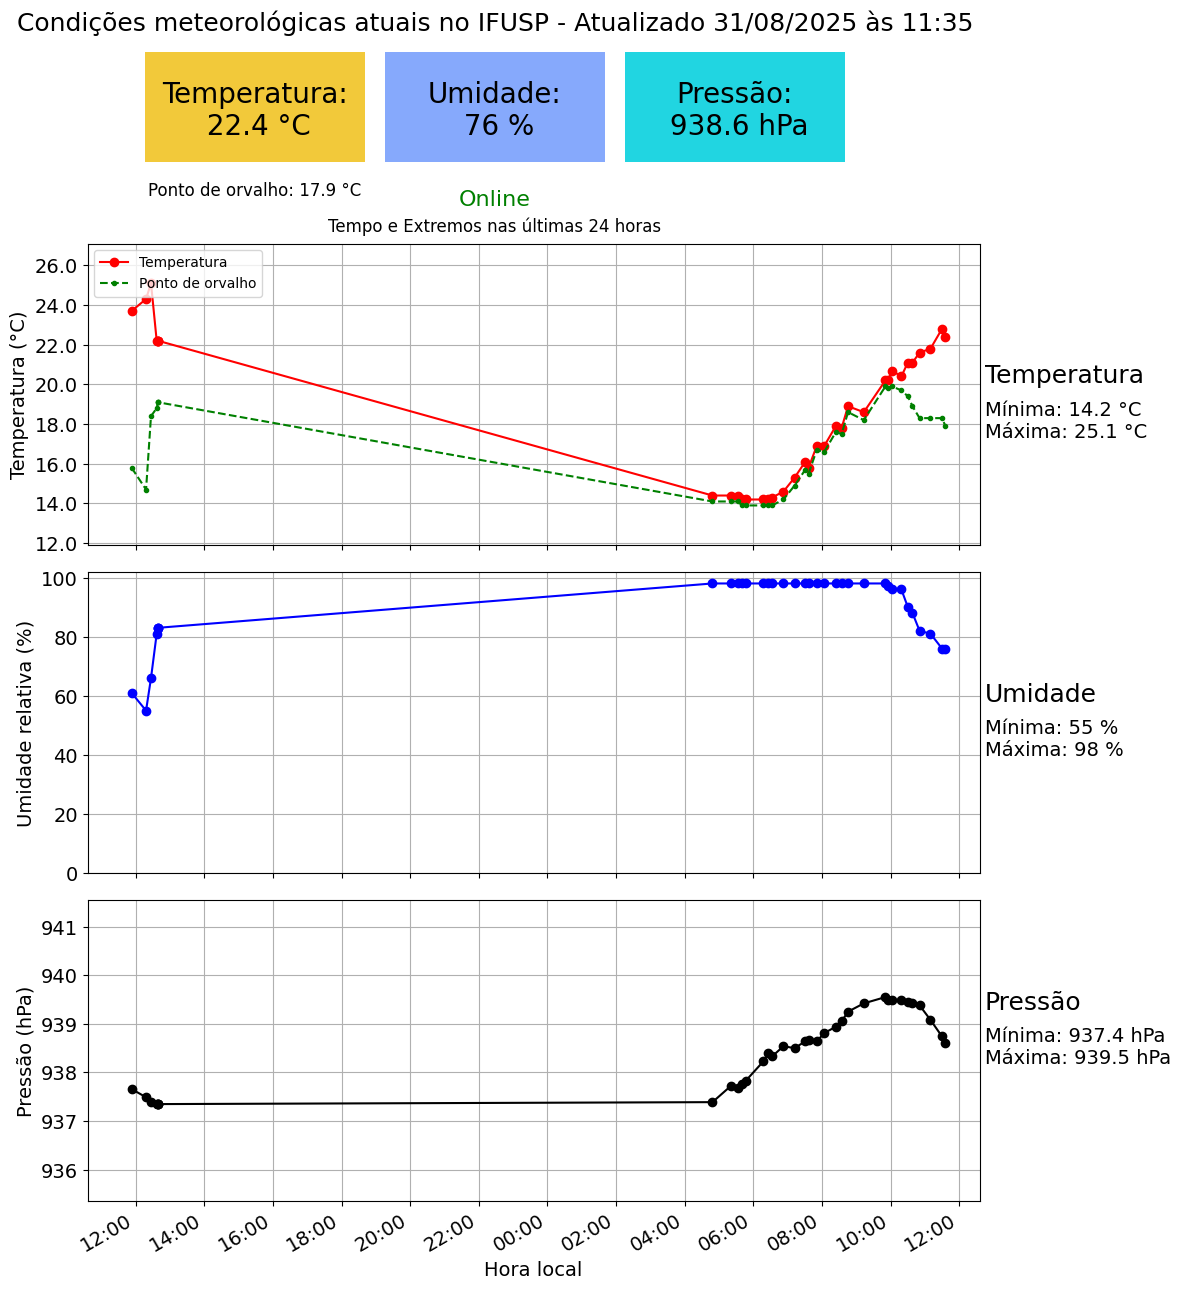 Condições meteorológicas atuais no IFUSP - Atualizado 31/08/2025 às 11:35
Temperatura:
22.4 °C
Umidade:
76 %
Pressão:
938.6 hPa
Ponto de orvalho: 17.9 °C
Online
Tempo e Extremos nas últimas 24 horas
Temperatura
Ponto de orvalho
Temperatura (°C)
26.0
24.0
22.0
20.0
18.0
16.0
14.0
12.0
Temperatura
Mínima: 14.2 °C
Máxima: 25.1 °C
Umidade relativa (%)
100
80
60
40
20
0
Umidade
Mínima: 55 %
Máxima: 98 %
Pressão (hPa)
941
940
939
938
937
936
Pressão
Mínima: 937.4 hPa
Máxima: 939.5 hPa
12:00 14:00 16:00 18:00 20:00 22:00 00:00 02:00 04:00 06:00 08:00 10:00 12:00
Hora local